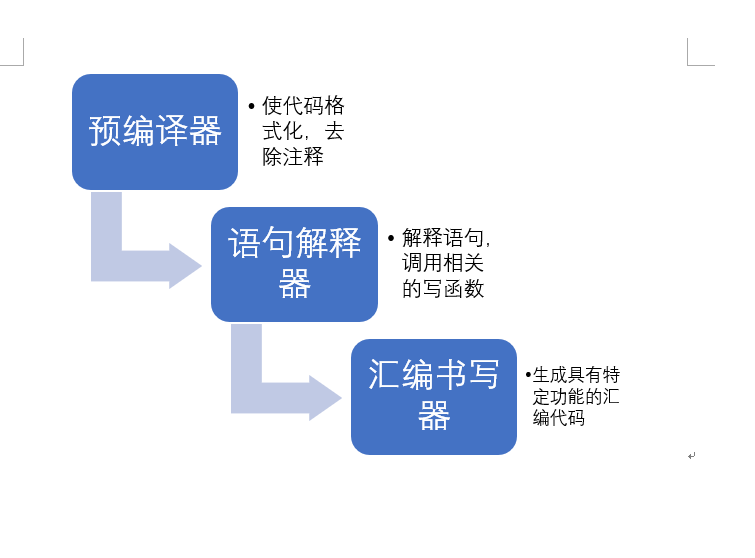 预编译器
• 使代码格
式化，去
除注释
语句解释
器
• 解释语句，
调用相关
的写函数
汇编书写
器
•生成具有特
定功能的汇
编代码